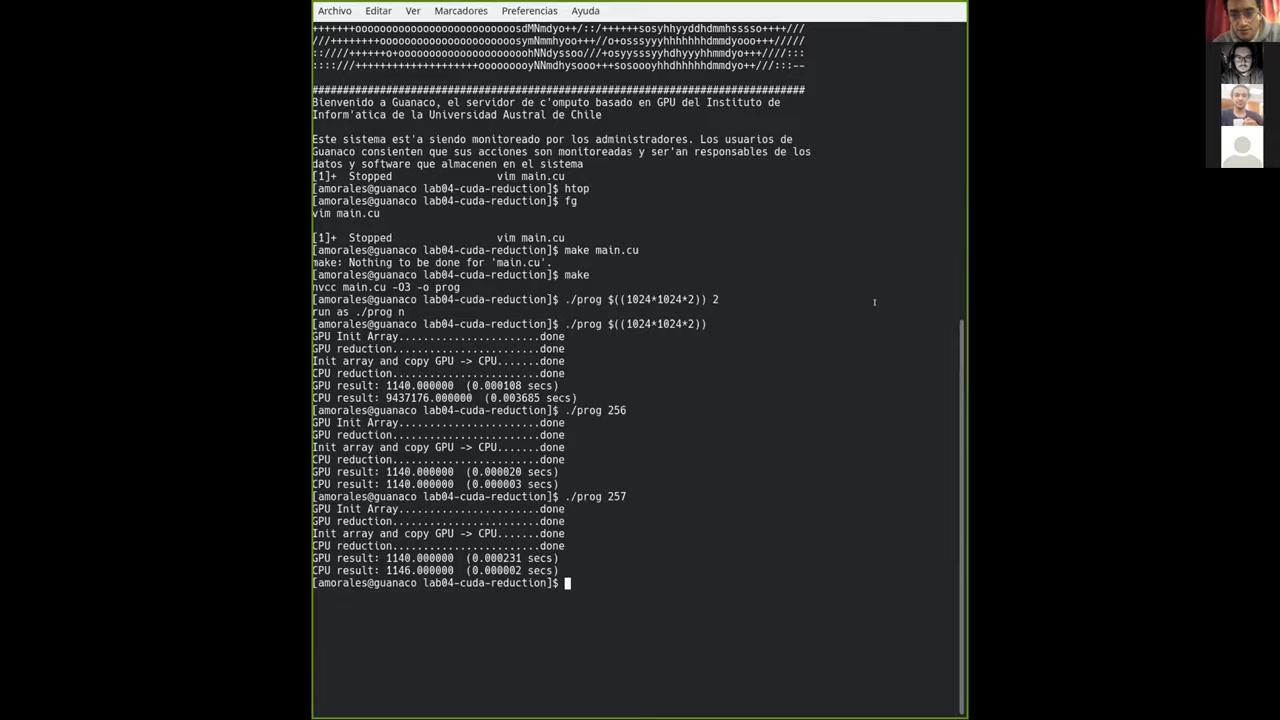 Archivo Editar Ver Marcadores Preferencias Ayuda
+++++++oooooooooooooooooooooooooosdMNmdyo++/::/++++++sosyhhyyddhdmmhsssso++++///
///++++++++ooooooooooooooooooooooosymNmmhyoo+++//o+osssyyyhhhhhhhdmmdyooo+++/////
:://///++++++o+oooooooooooooooooooohNNdyssoo///+osyysssyyhdhyyyhhmmdyo+++////:::
::::///++++++++++++++++++++ooooooooyNNmdhysooo+++sosoooyhhdhhhhhdmmdyo++///:::--
################################################################################
Bienvenido a Guanaco, el servidor de c'omputo basado en GPU del Instituto de
Inform'atica de la Universidad Austral de Chile
Este sistema est'a siendo monitoreado por los administradores. Los usuarios de
Guanaco consienten que sus acciones son monitoreadas y ser'an responsables de los
datos y software que almacenen en el sistema
[1]+  Stopped                 vim main.cu
[amorales@guanaco lab04-cuda-reduction]$ htop
[amorales@guanaco lab04-cuda-reduction]$ fg
vim main.cu
[1]+  Stopped                 vim main.cu
[amorales@guanaco lab04-cuda-reduction]$ make main.cu
make: Nothing to be done for 'main.cu'.
[amorales@guanaco lab04-cuda-reduction]$ make
nvcc main.cu -O3 -o prog
[amorales@guanaco lab04-cuda-reduction]$ ./prog $((1024*1024*2)) 2
run as ./prog n
[amorales@guanaco lab04-cuda-reduction]$ ./prog $((1024*1024*2))
GPU Init Array.......................done
GPU reduction........................done
Init array and copy GPU -> CPU.......done
CPU reduction........................done
GPU result: 1140.000000  (0.000108 secs)
CPU result: 9437176.000000  (0.003685 secs)
[amorales@guanaco lab04-cuda-reduction]$ ./prog 256
GPU Init Array.......................done
GPU reduction........................done
Init array and copy GPU -> CPU.......done
CPU reduction........................done
GPU result: 1140.000000  (0.000020 secs)
CPU result: 1140.000000  (0.000003 secs)
[amorales@guanaco lab04-cuda-reduction]$ ./prog 257
GPU Init Array.......................done
GPU reduction........................done
Init array and copy GPU -> CPU.......done
CPU reduction........................done
GPU result: 1140.000000  (0.000231 secs)
CPU result: 1146.000000  (0.000002 secs)
[amorales@guanaco lab04-cuda-reduction]$